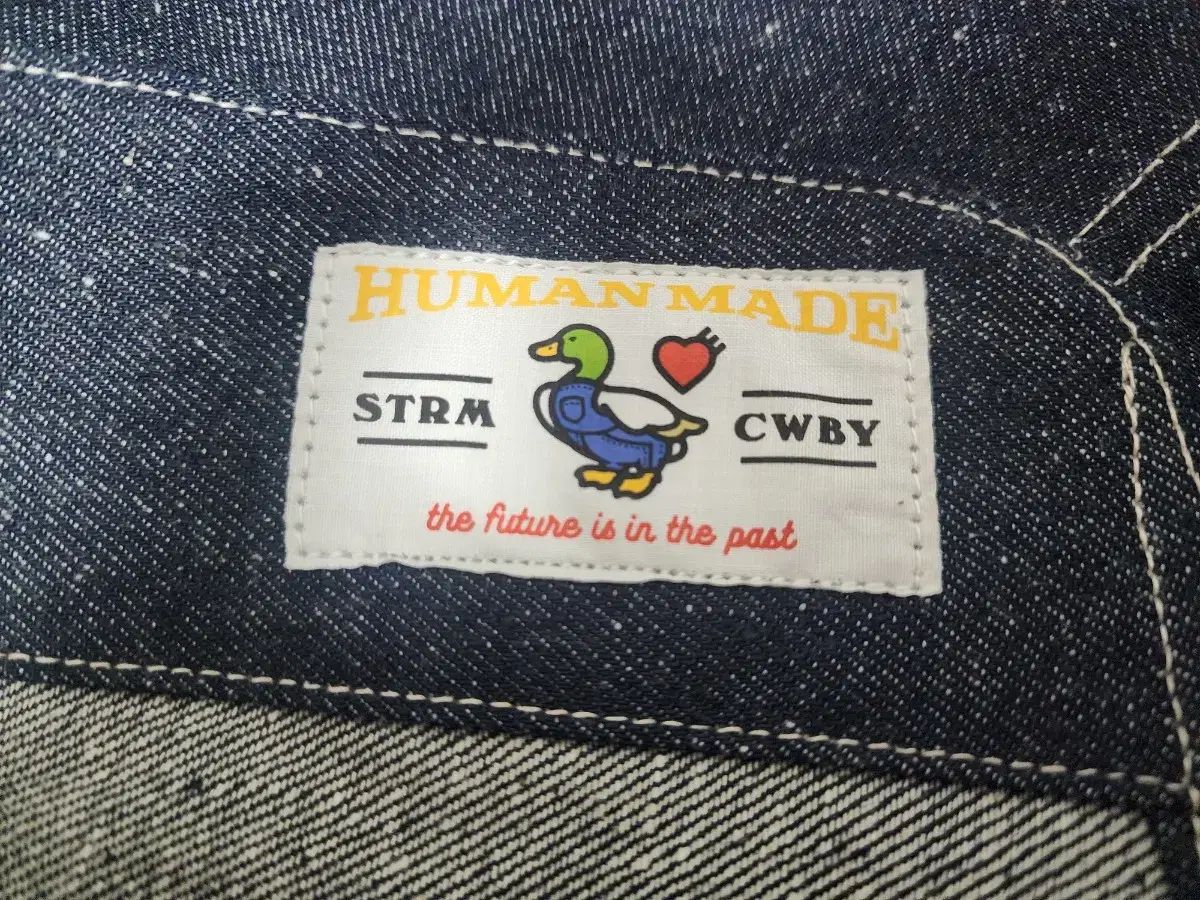 HUMAN MADE
STRM
CWBY
the future is in the past